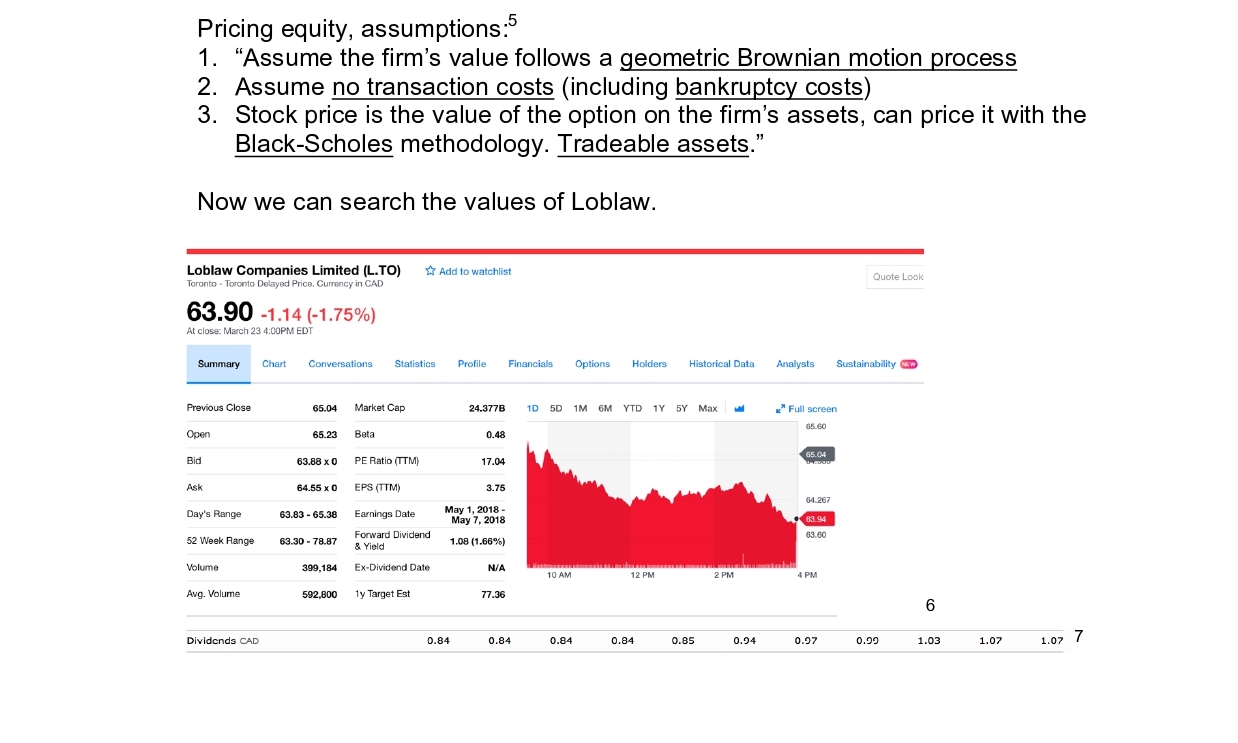 Pricing equity, assumptions:5
1. “Assume the firm’s value follows a geometric Brownian motion process
2. Assume no transaction costs (including bankruptcy costs)
3. Stock price is the value of the option on the firm’s assets, can price it with the
Black-Scholes methodology. Tradeable assets.”
Now we can search the values of Loblaw.
Loblaw Companies Limited (L.TO) Add to watchlist
Quote Look
Toronto - Toronto Delayed Price. Currency in CAD
63.90 -1.14 (-1.75%)
At close: March 23 4:00PM EDT
Summary Chart Conversations Statistics Profile Financials Options Holders Historical Data Analysts Sustainability NEW
Previous Close 65.04 Market Cap 24.377B
Open 65.23 Beta 0.48
Bid 63.88 x 0 PE Ratio (TTM) 17.04
Ask 64.55 x 0 EPS (TTM) 3.75
Day's Range 63.83 - 65.38 Earnings Date May 1, 2018 -
May 7, 2018
52 Week Range 63.30 - 78.87 Forward Dividend
& Yield 1.08 (1.66%)
Volume 399,184 Ex-Dividend Date N/A
Avg. Volume 592,800 1y Target Est 77.36
1D 5D 1M 6M YTD 1Y 5Y Max Full screen
65.60
65.04
64.267
63.94
63.60
10 AM 12 PM 2 PM 4 PM
6
Dividends CAD 0.84 0.84 0.84 0.84 0.85 0.94 0.97 0.99 1.03 1.07 1.07 7